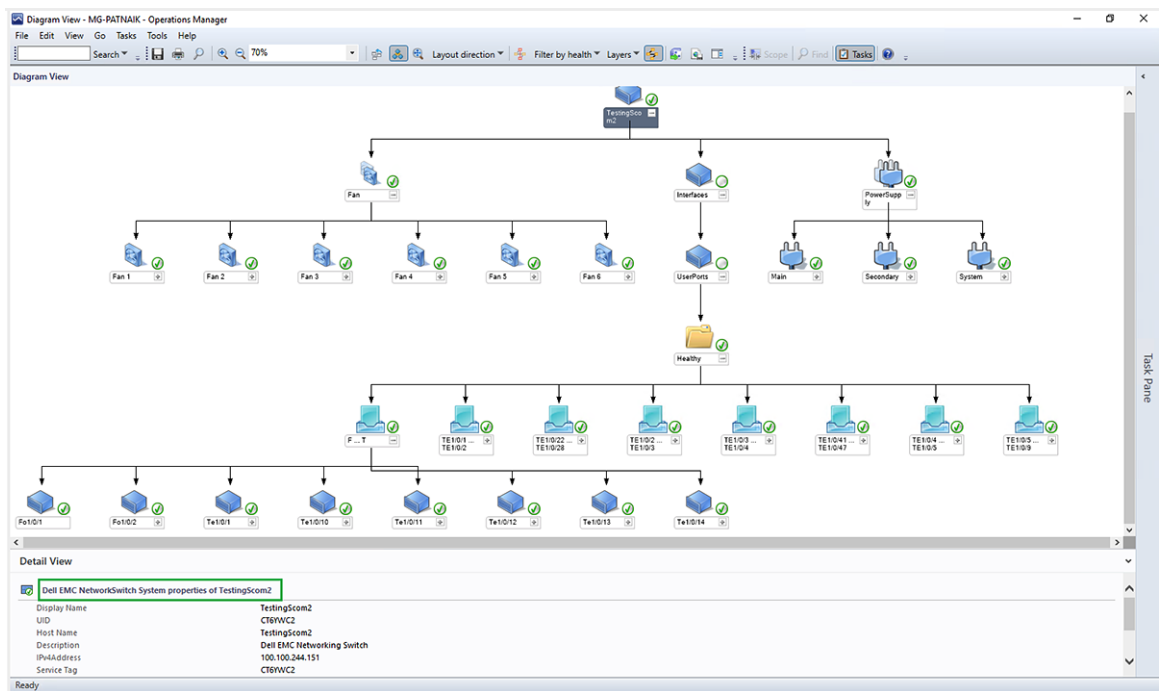 Diagram View - MG-PATNAIK - Operations Manager
File Edit View Go Tasks Tools Help
Search 70% Layout direction Filter by health Layers Scope Find Tasks
Diagram View
TestingSco
m2
Fan Interfaces PowerSupp
ly
Fan 1 Fan 2 Fan 3 Fan 4 Fan 5 Fan 6 UserPorts Main Secondary System
Healthy
F ... T TE1/0/1 ... TE1/0/22 ... TE1/0/2 ... TE1/0/3 ... TE1/0/41 ... TE1/0/4 ... TE1/0/5 ...
TE1/0/2 TE1/0/28 TE1/0/3 TE1/0/4 TE1/0/47 TE1/0/5 TE1/0/9
Fo1/0/1 Fo1/0/2 Te1/0/1 Te1/0/10 Te1/0/11 Te1/0/12 Te1/0/13 Te1/0/14
Task Pane
Detail View
Dell EMC NetworkSwitch System properties of TestingScom2
Display Name TestingScom2
UID CT6YWC2
Host Name TestingScom2
Description Dell EMC Networking Switch
IPv4Address 100.100.244.151
Service Tag CT6YWC2
Ready